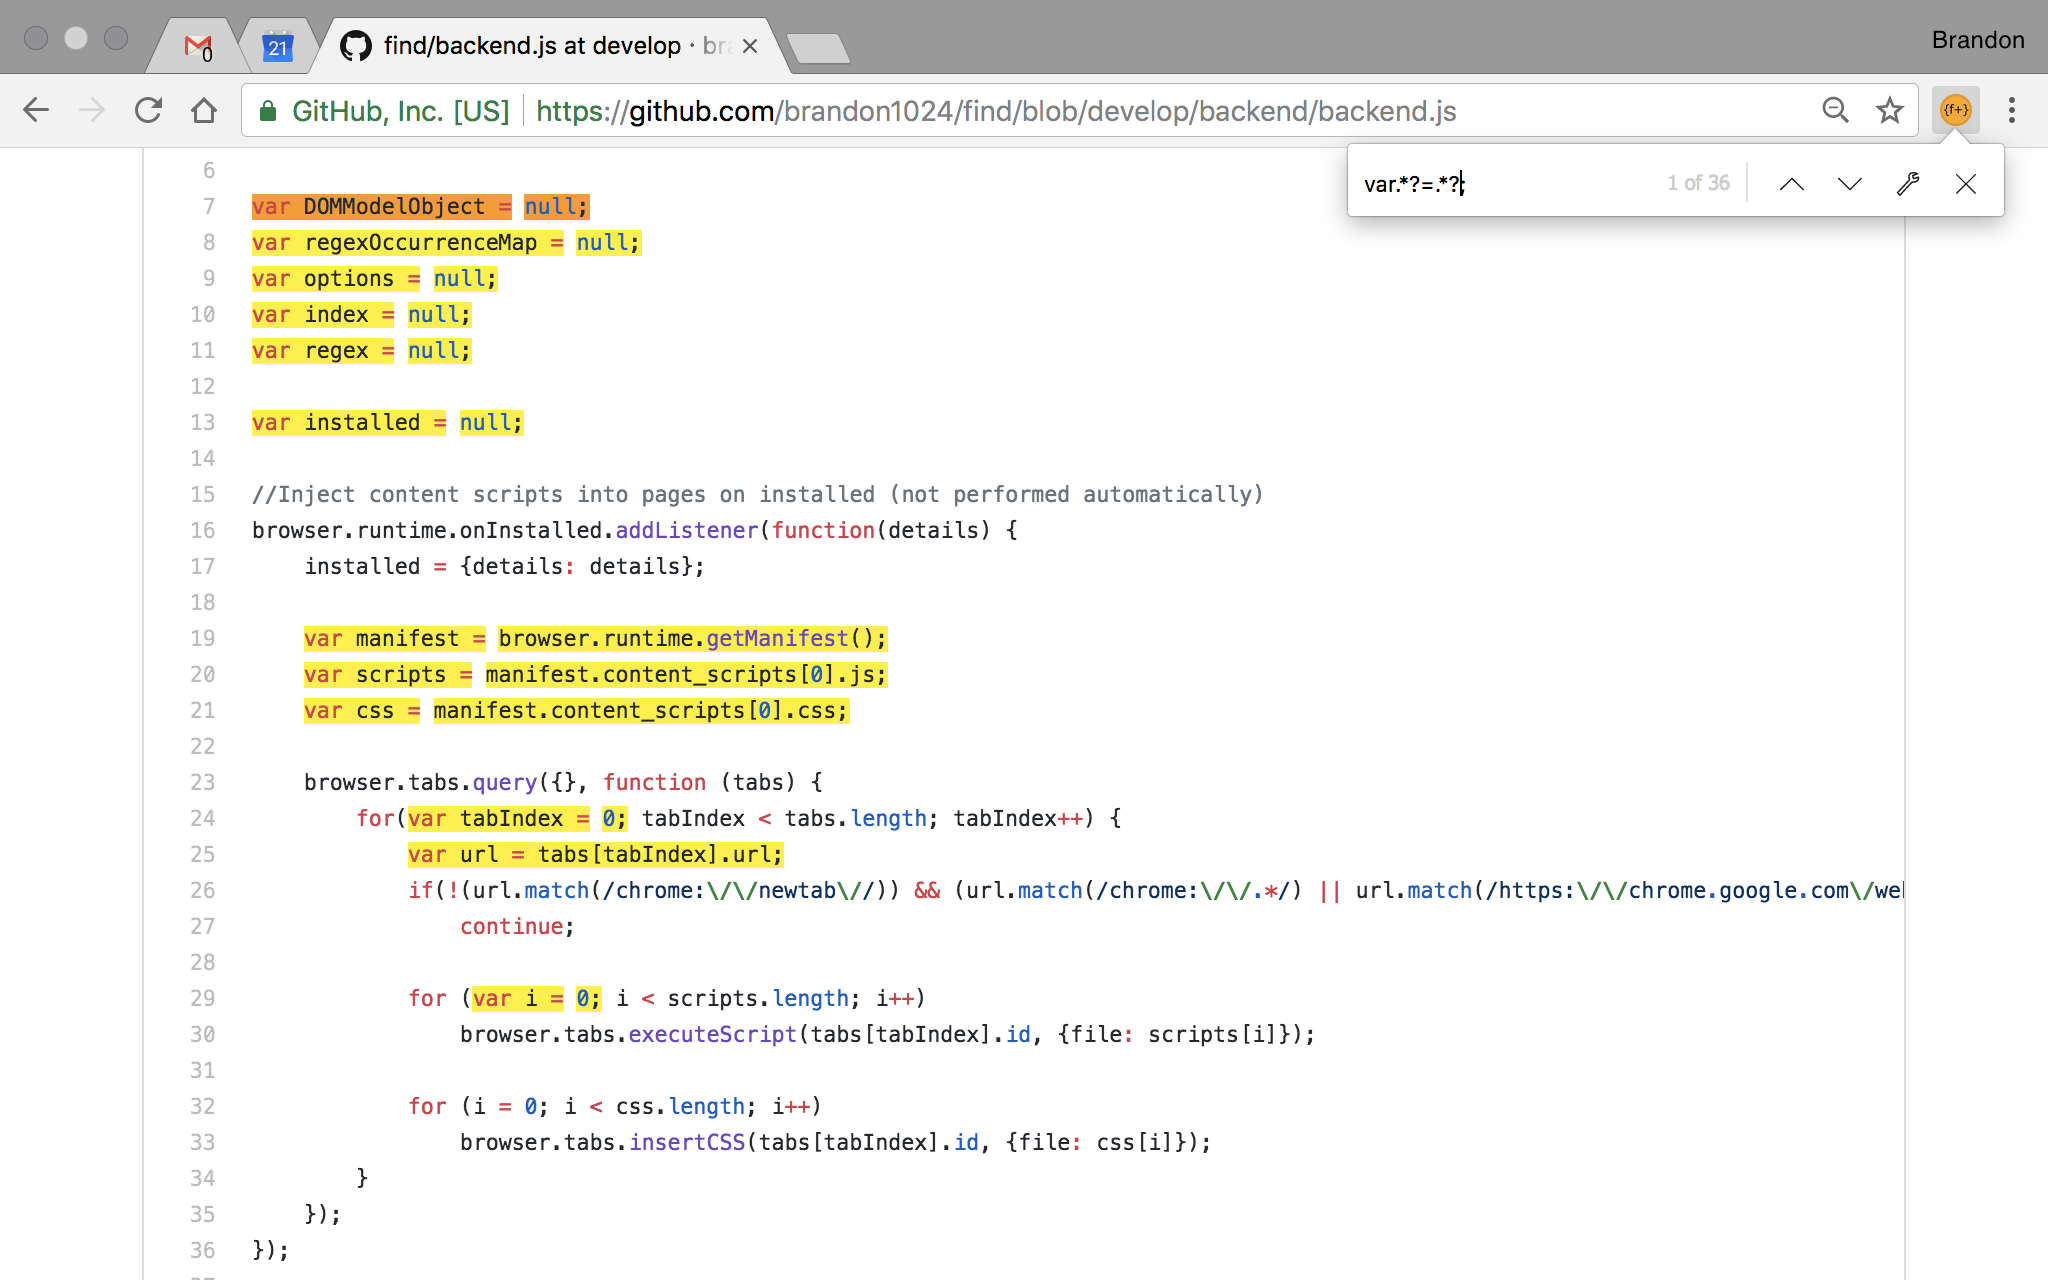 0
21
find/backend.js at develop · bra
Brandon
GitHub, Inc. [US] https://github.com/brandon1024/find/blob/develop/backend/backend.js
{f+}
var.*?=.*?;
1 of 36
6
7 var DOMModelObject = null;
8 var regexOccurrenceMap = null;
9 var options = null;
10 var index = null;
11 var regex = null;
12
13 var installed = null;
14
15 //Inject content scripts into pages on installed (not performed automatically)
16 browser.runtime.onInstalled.addListener(function(details) {
17 installed = {details: details};
18
19 var manifest = browser.runtime.getManifest();
20 var scripts = manifest.content_scripts[0].js;
21 var css = manifest.content_scripts[0].css;
22
23 browser.tabs.query({}, function (tabs) {
24 for(var tabIndex = 0; tabIndex < tabs.length; tabIndex++) {
25 var url = tabs[tabIndex].url;
26 if(!(url.match(/chrome:\/\/newtab\//)) && (url.match(/chrome:\/\/.*/) || url.match(/https:\/\/chrome.google.com\/we
27 continue;
28
29 for (var i = 0; i < scripts.length; i++)
30 browser.tabs.executeScript(tabs[tabIndex].id, {file: scripts[i]});
31
32 for (i = 0; i < css.length; i++)
33 browser.tabs.insertCSS(tabs[tabIndex].id, {file: css[i]});
34 }
35 });
36 });